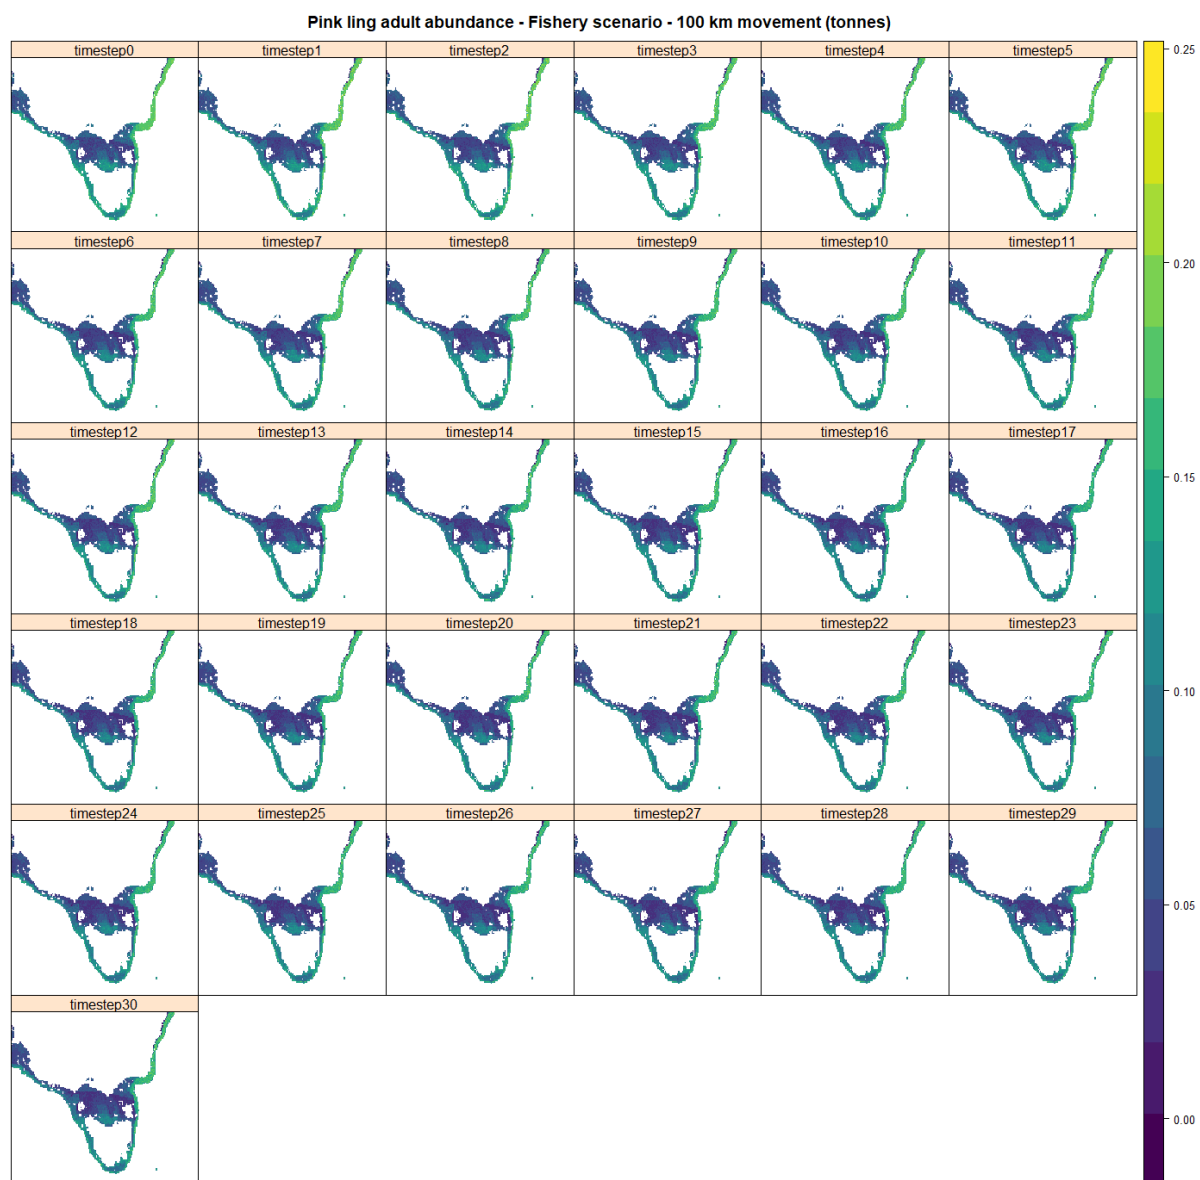 Pink ling adult abundance - Fishery scenario - 100 km movement (tonnes)
timestep0 timestep1 timestep2 timestep3 timestep4 timestep5
timestep6 timestep7 timestep8 timestep9 timestep10 timestep11
timestep12 timestep13 timestep14 timestep15 timestep16 timestep17
timestep18 timestep19 timestep20 timestep21 timestep22 timestep23
timestep24 timestep25 timestep26 timestep27 timestep28 timestep29
timestep30
0.25
0.20
0.15
0.10
0.05
0.00